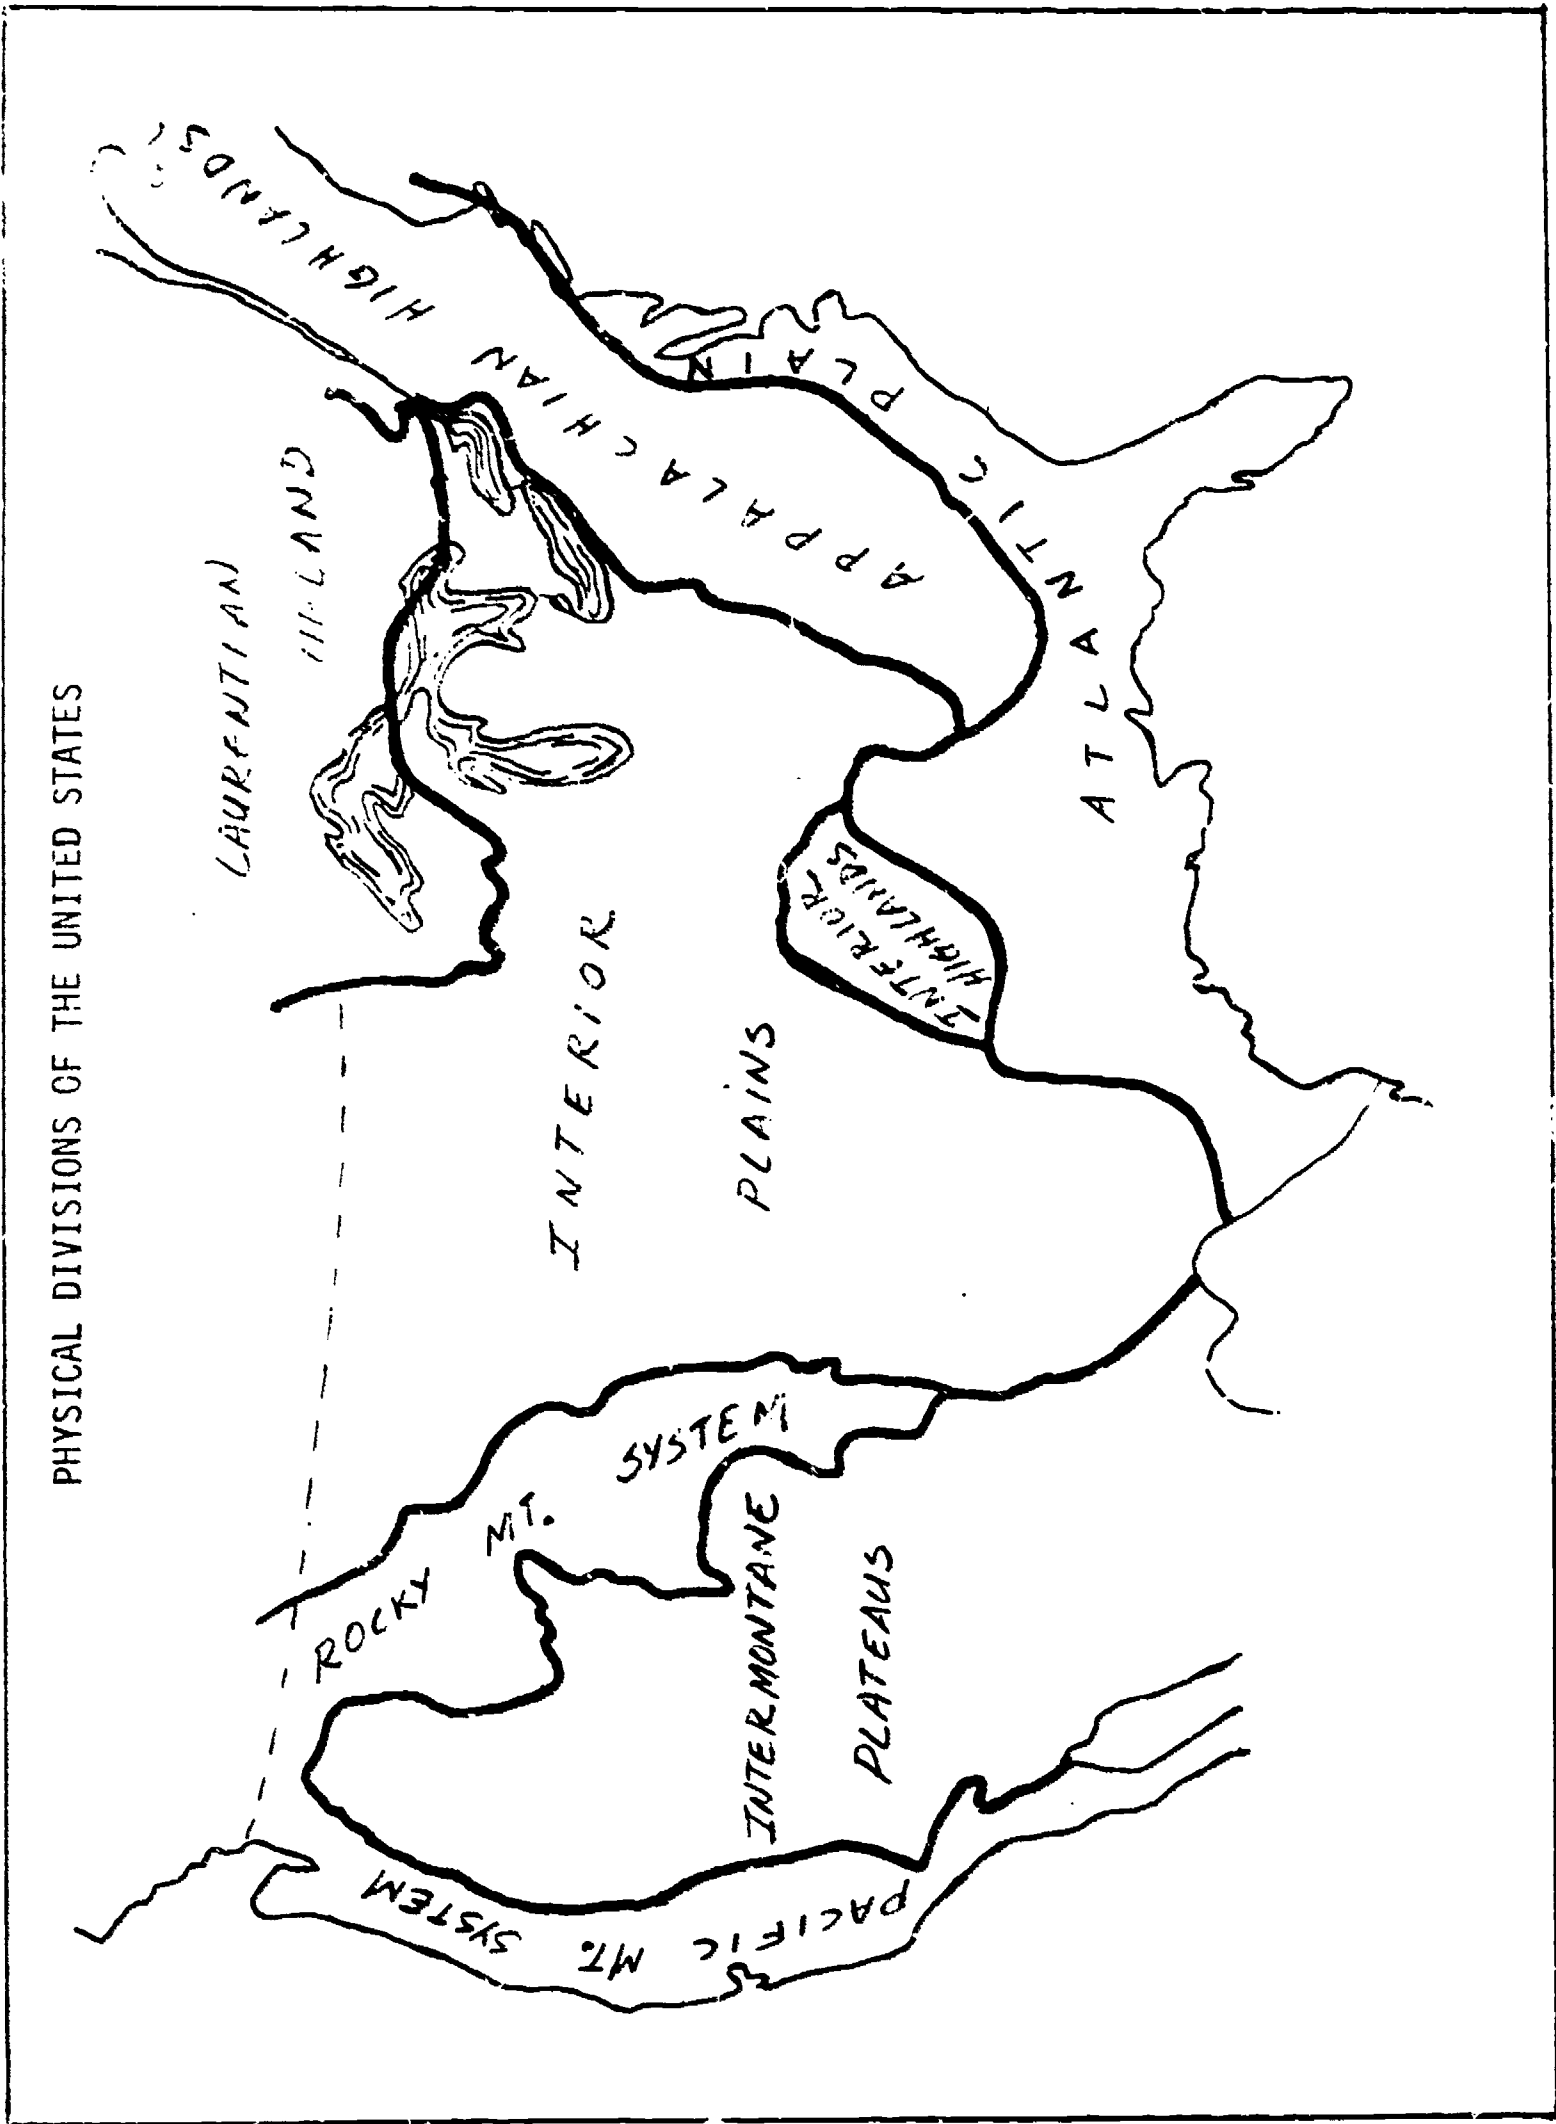 PHYSICAL DIVISIONS OF THE UNITED STATES
LAURENTIAN
ROCKY MT. SYSTEM
PACIFIC MT. SYSTEM
INTERMONTANE
PLATEAUS
INTERIOR
PLAINS
INTERIOR
HIGHLANDS
APPALACHIAN HIGHLANDS
ATLANTIC PLAIN